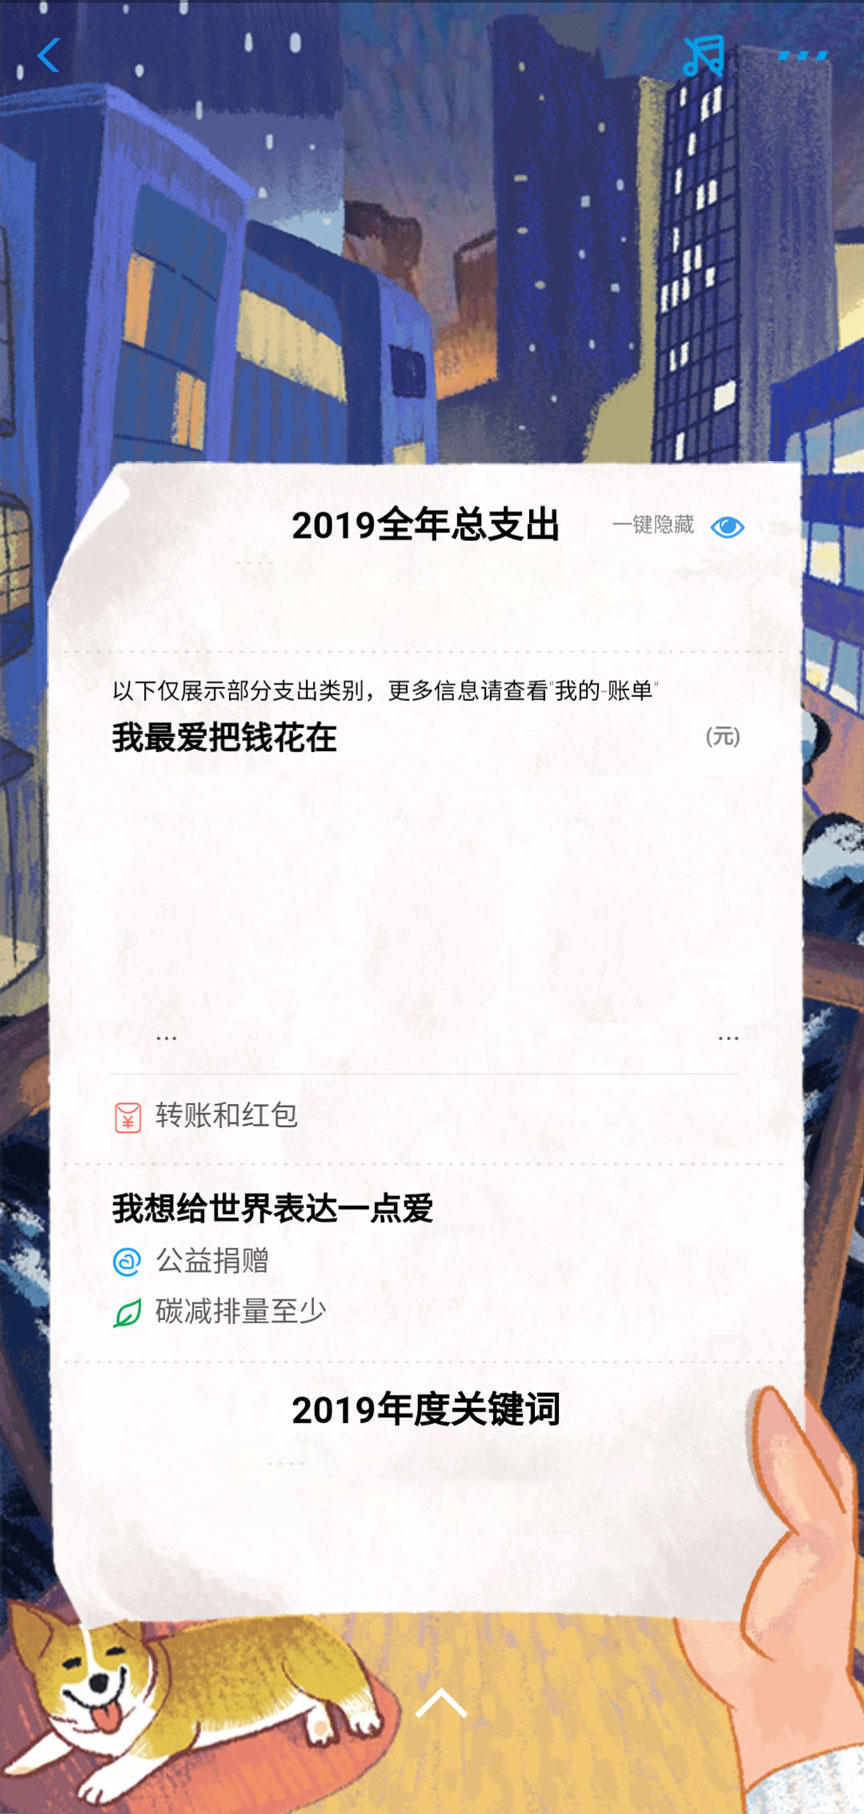 2019全年总支出 一键隐藏
以下仅展示部分支出类别，更多信息请查看"我的-账单"
我最爱把钱花在 (元)
... ...
转账和红包
我想给世界表达一点爱
公益捐赠
碳减排量至少
2019年度关键词